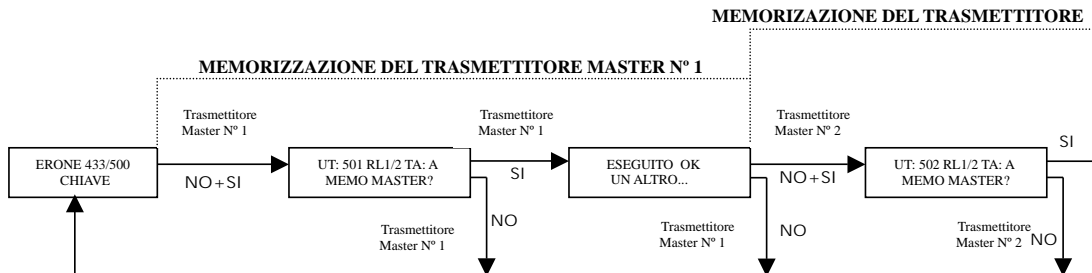 MEMORIZAZIONE DEL TRASMETTITORE
MEMORIZZAZIONE DEL TRASMETTITORE MASTER Nº 1
Trasmettitore
Master Nº 1
Trasmettitore
Master Nº 1
Trasmettitore
Master Nº 2
ERONE 433/500
CHIAVE
NO+SI
UT: 501 RL1/2 TA: A
MEMO MASTER?
SI
ESEGUITO OK
UN ALTRO...
NO+SI
UT: 502 RL1/2 TA: A
MEMO MASTER?
SI
Trasmettitore
Master Nº 1
NO
Trasmettitore
Master Nº 1
NO
Trasmettitore
Master Nº 2
NO